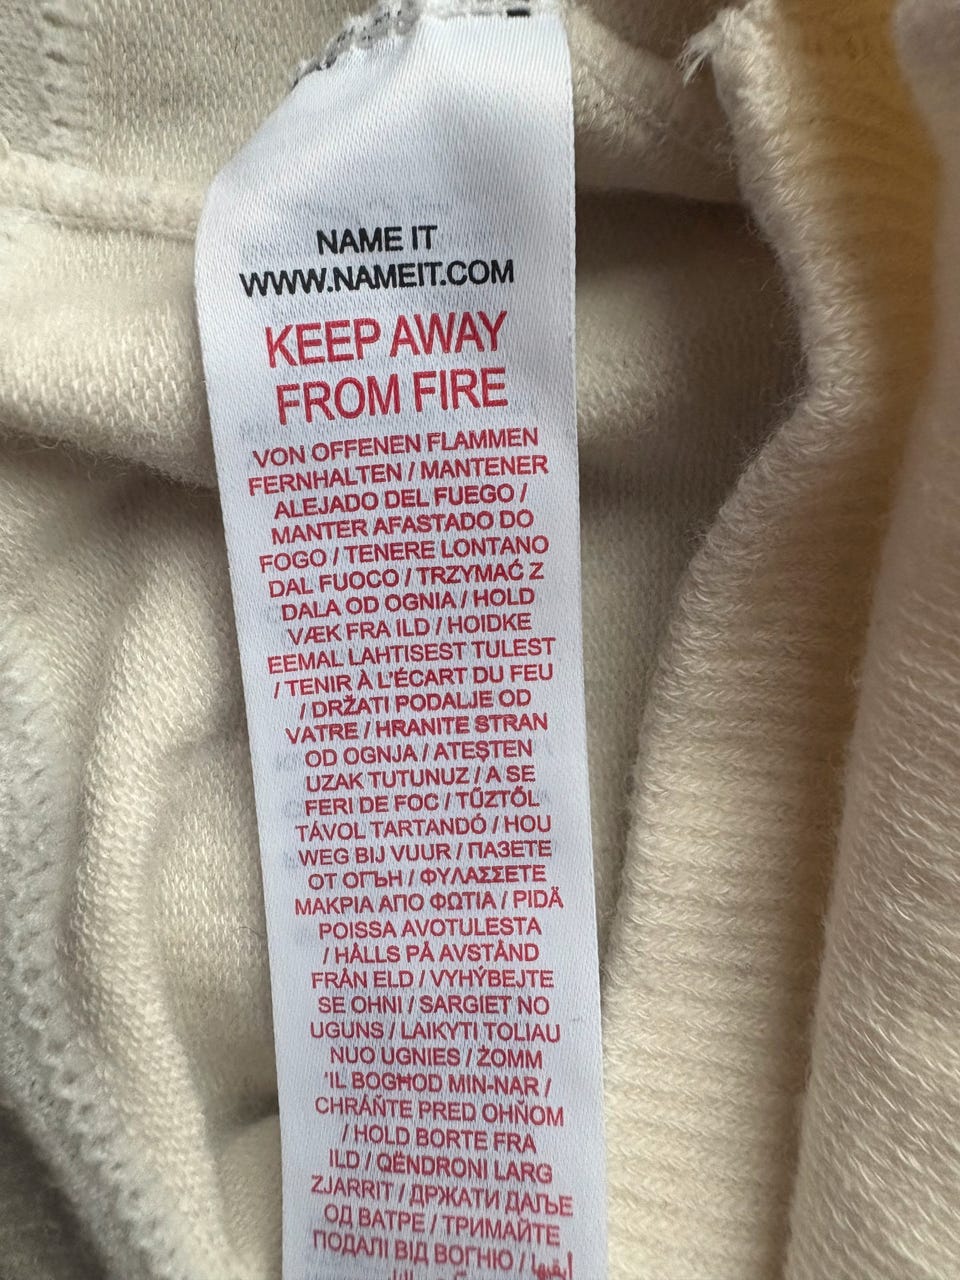 NAME IT
WWW.NAMEIT.COM
KEEP AWAY
FROM FIRE
VON OFFENEN FLAMMEN
FERNHALTEN / MANTENER
ALEJADO DEL FUEGO /
MANTER AFASTADO DO
FOGO / TENERE LONTANO
DAL FUOCO / TRZYMAĆ Z
DALA OD OGNIA / HOLD
VÆK FRA ILD / HOIDKE
EEMAL LAHTISEST TULEST
/ TENIR À L'ÉCART DU FEU
/ DRŽATI PODALJE OD
VATRE / HRANITE STRAN
OD OGNJA / ATEŞTEN
UZAK TUTUNUZ / A SE
FERI DE FOC / TŰZTŐL
TÁVOL TARTANDÓ / HOU
WEG BIJ VUUR / ПАЗЕТЕ
ОТ ОГЪН / ΦΥΛΑΣΣΕΤΕ
ΜΑΚΡΙΑ ΑΠΟ ΦΩΤΙΑ / PIDÄ
POISSA AVOTULESTA
/ HÅLLS PÅ AVSTÅND
FRÅN ELD / VYHÝBEJTE
SE OHNI / SARGIET NO
UGUNS / LAIKYTI TOLIAU
NUO UGNIES / ŻOMM
'IL BOGĦOD MIN-NAR /
CHRÁŇTE PRED OHŇOM
/ HOLD BORTE FRA
ILD / QËNDRONI LARG
ZJARRIT / ДРЖАТИ ДАЉЕ
ОД ВАТРЕ / ТРИМАЙТЕ
ПОДАЛІ ВІД ВОГНЮ / أبقيها